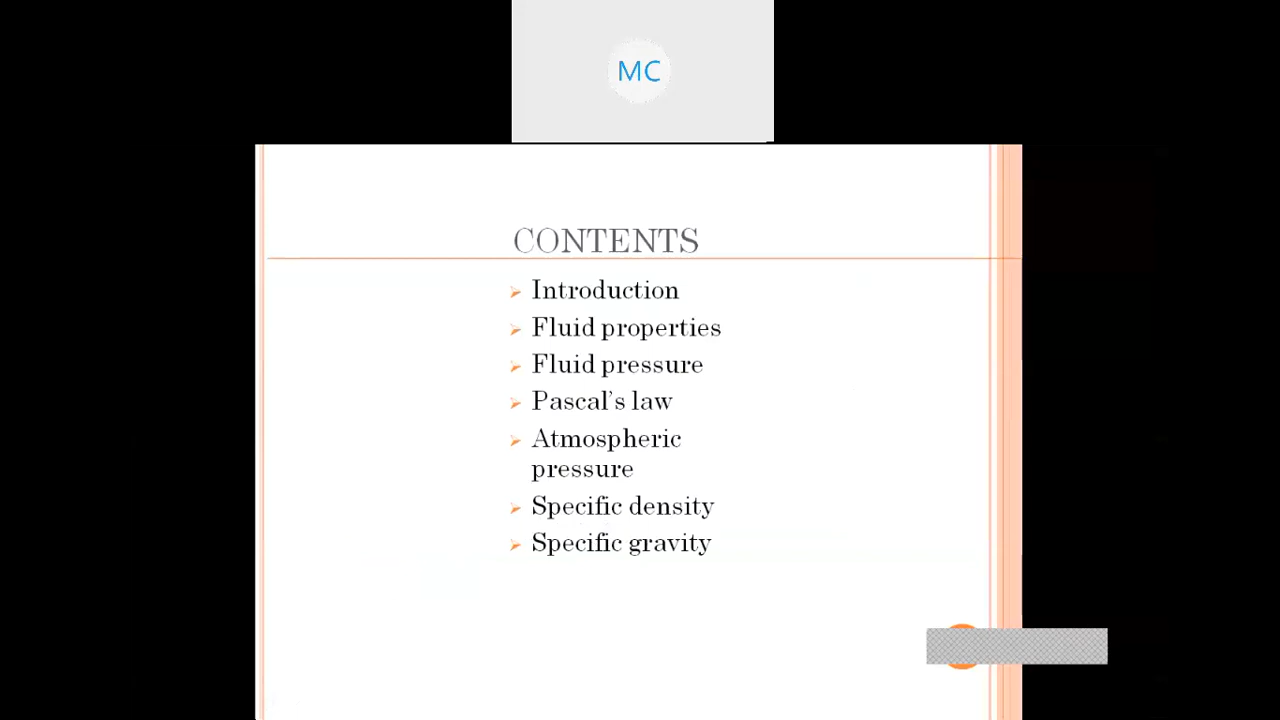 MC
CONTENTS
Introduction
Fluid properties
Fluid pressure
Pascal's law
Atmospheric
pressure
Specific density
Specific gravity